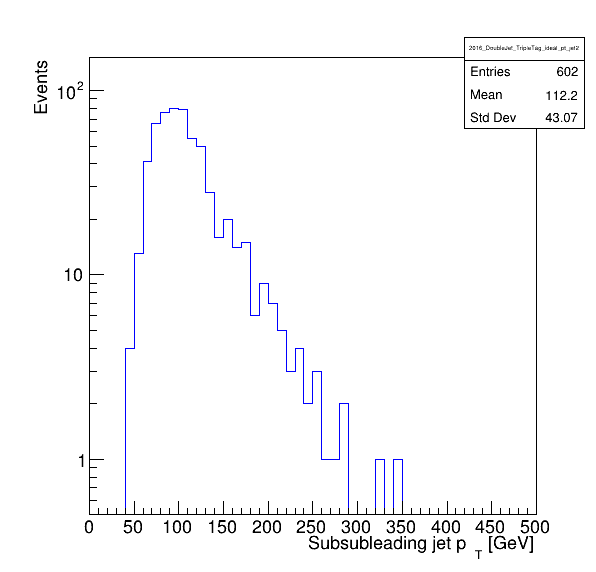 2016_DoubleJet_TripleTag_Ideal_pt_jet2
Entries 602
Mean 112.2
Std Dev 43.07
Events
10²
10
1
0 50 100 150 200 250 300 350 400 450 500
Subsubleading jet p_T [GeV]